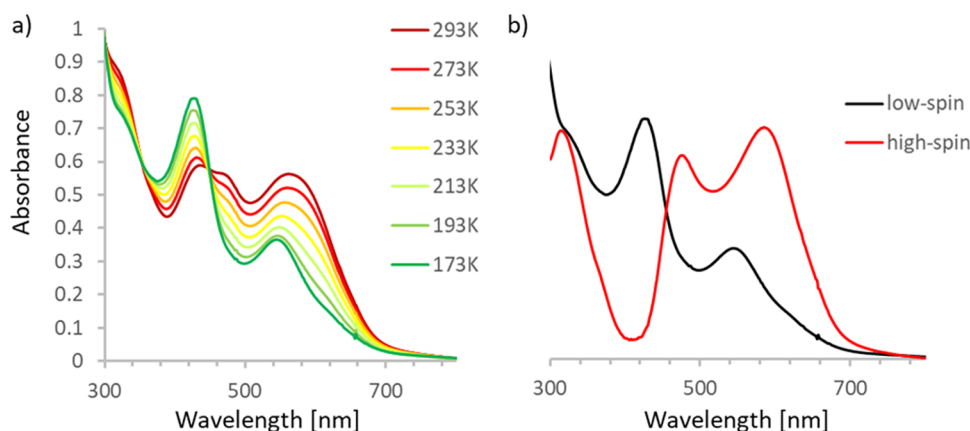 a)
Absorbance
1
0.9
0.8
0.7
0.6
0.5
0.4
0.3
0.2
0.1
0
300
500
700
Wavelength [nm]
293K
273K
253K
233K
213K
193K
173K
b)
low-spin
high-spin
300
500
700
Wavelength [nm]